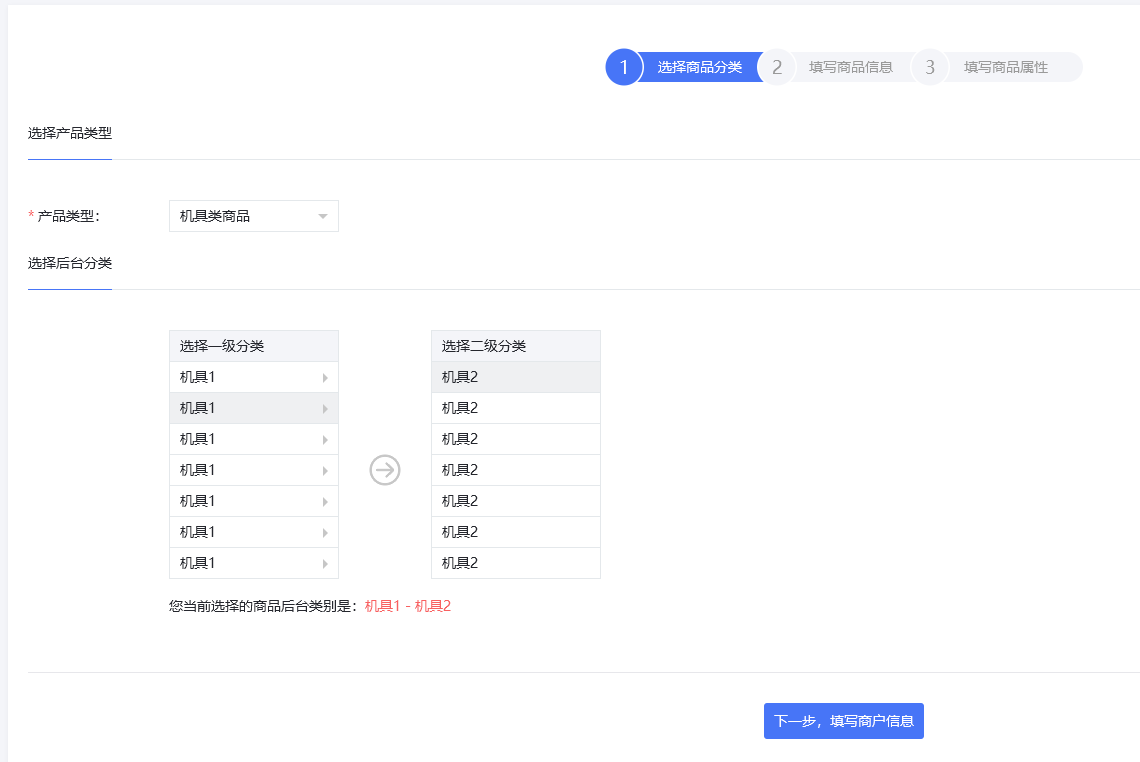 1 选择商品分类 2 填写商品信息 3 填写商品属性
选择产品类型
* 产品类型： 机具类商品
选择后台分类
选择一级分类 选择二级分类
机具1 机具2
机具1 机具2
机具1 机具2
机具1 机具2
机具1 机具2
机具1 机具2
机具1 机具2
您当前选择的商品后台类别是：机具1 - 机具2
下一步，填写商户信息